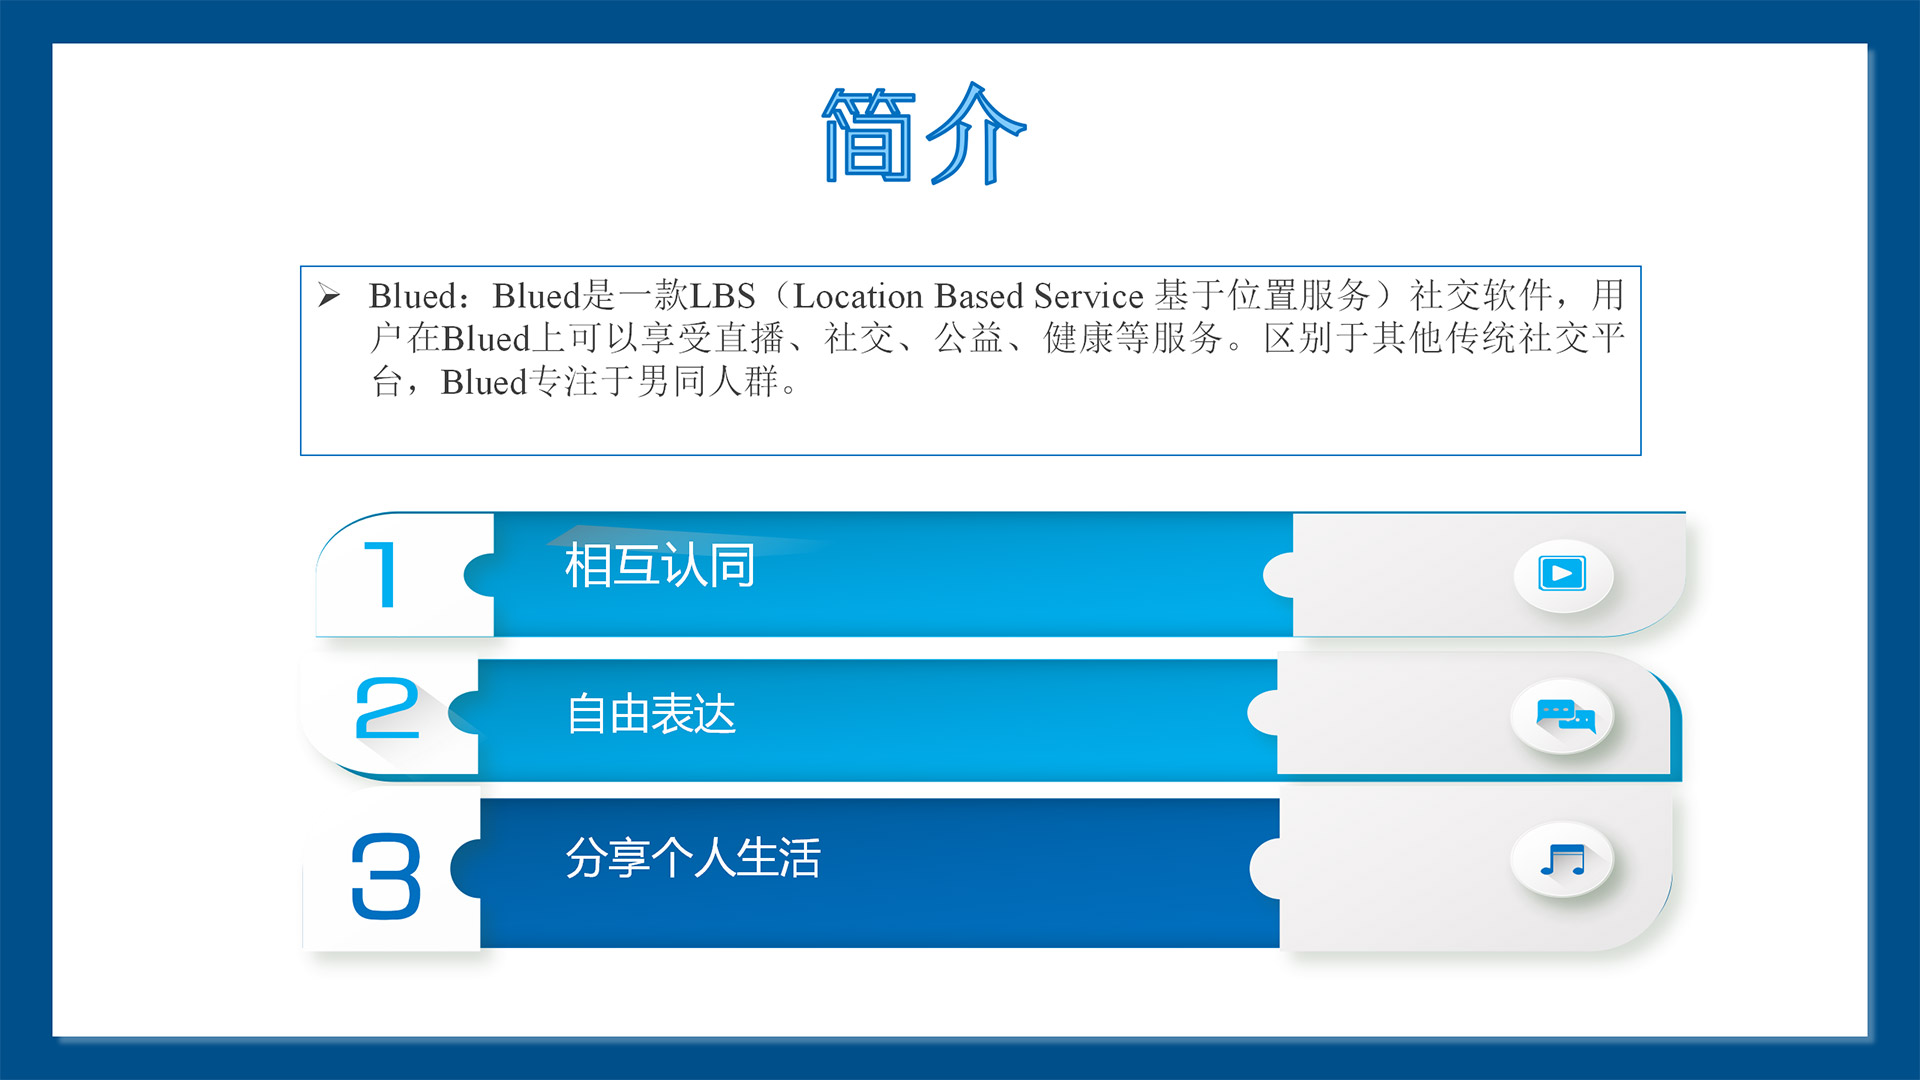 简介
➢ Blued：Blued是一款LBS（Location Based Service 基于位置服务）社交软件，用
户在Blued上可以享受直播、社交、公益、健康等服务。区别于其他传统社交平
台，Blued专注于男同人群。
1 相互认同
2 自由表达
3 分享个人生活